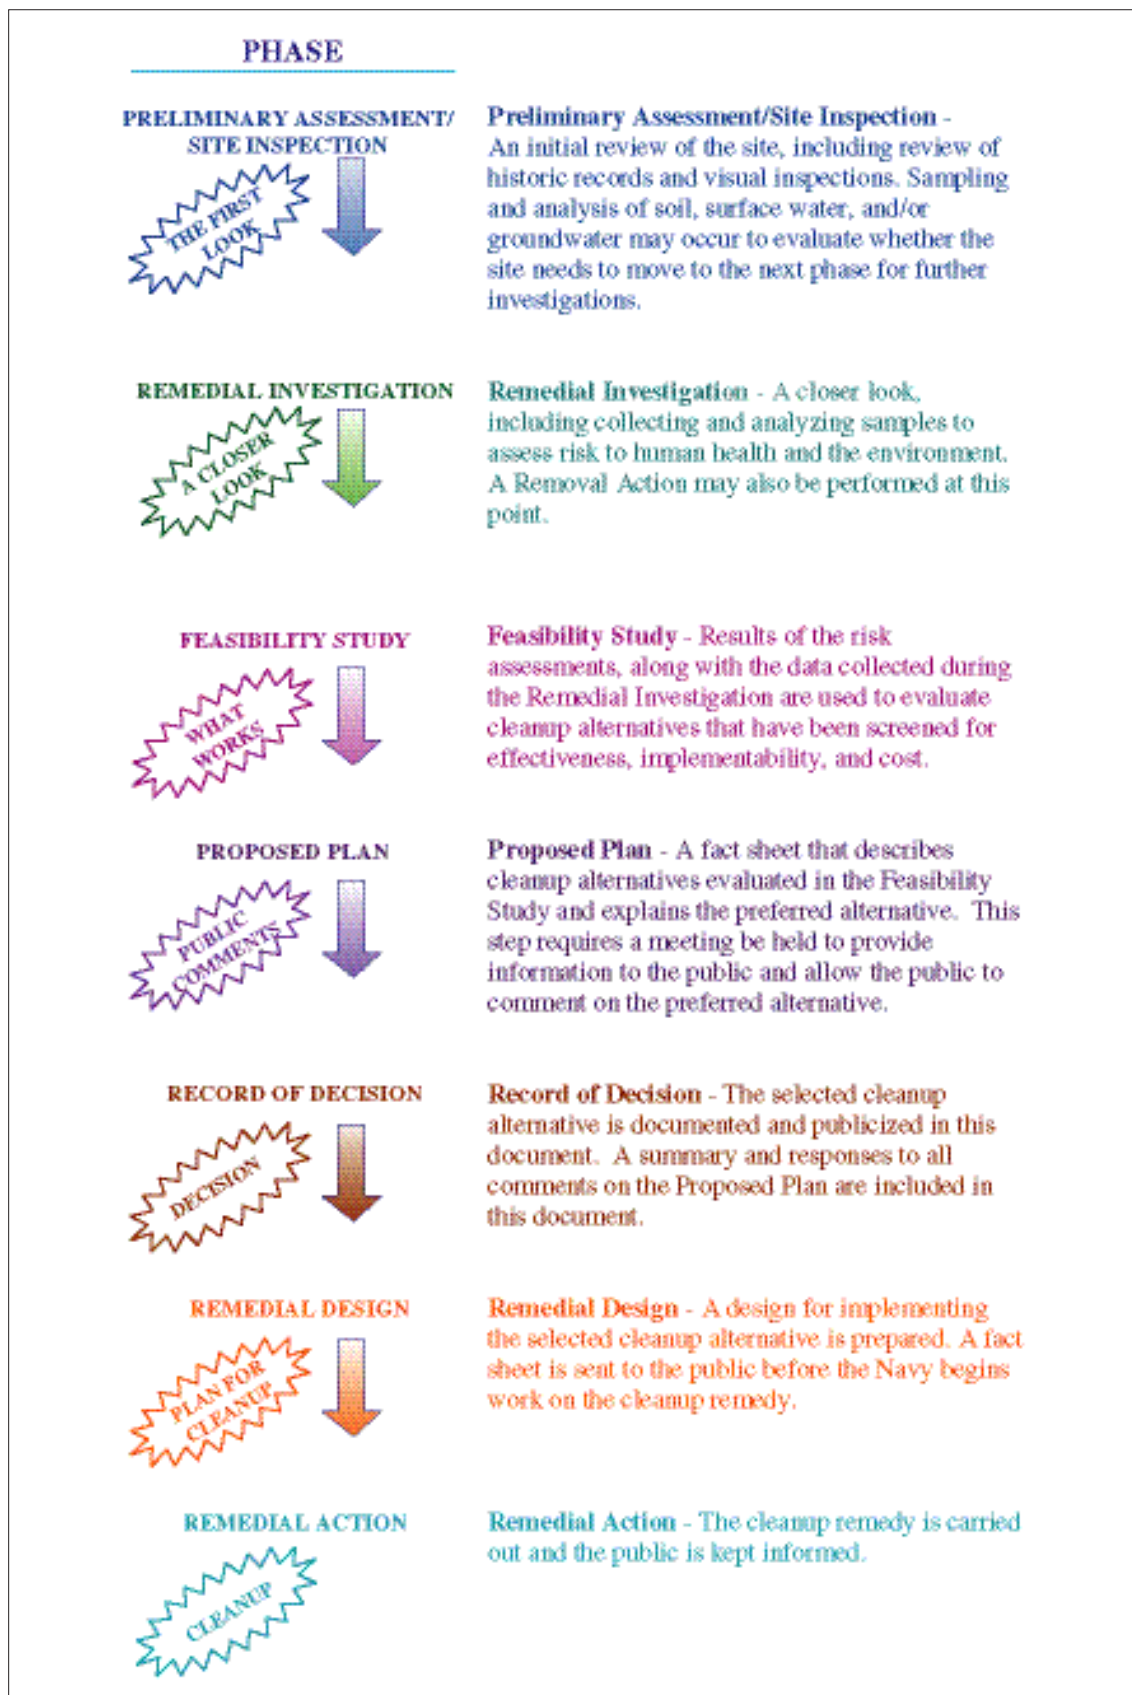 PHASE
PRELIMINARY ASSESSMENT/
SITE INSPECTION
THE FIRST
LOOK
Preliminary Assessment/Site Inspection -
An initial review of the site, including review of
historic records and visual inspections. Sampling
and analysis of soil, surface water, and/or
groundwater may occur to evaluate whether the
site needs to move to the next phase for further
investigations.
REMEDIAL INVESTIGATION
A CLOSER
LOOK
Remedial Investigation - A closer look,
including collecting and analyzing samples to
assess risk to human health and the environment.
A Removal Action may also be performed at this
point.
FEASIBILITY STUDY
WHAT
WORKS
Feasibility Study - Results of the risk
assessments, along with the data collected during
the Remedial Investigation are used to evaluate
cleanup alternatives that have been screened for
effectiveness, implementability, and cost.
PROPOSED PLAN
PUBLIC
COMMENTS
Proposed Plan - A fact sheet that describes
cleanup alternatives evaluated in the Feasibility
Study and explains the preferred alternative. This
step requires a meeting be held to provide
information to the public and allow the public to
comment on the preferred alternative.
RECORD OF DECISION
DECISION
Record of Decision - The selected cleanup
alternative is documented and publicized in this
document. A summary and responses to all
comments on the Proposed Plan are included in
this document.
REMEDIAL DESIGN
PLAN FOR
CLEANUP
Remedial Design - A design for implementing
the selected cleanup alternative is prepared. A fact
sheet is sent to the public before the Navy begins
work on the cleanup remedy.
REMEDIAL ACTION
CLEANUP
Remedial Action - The cleanup remedy is carried
out and the public is kept informed.